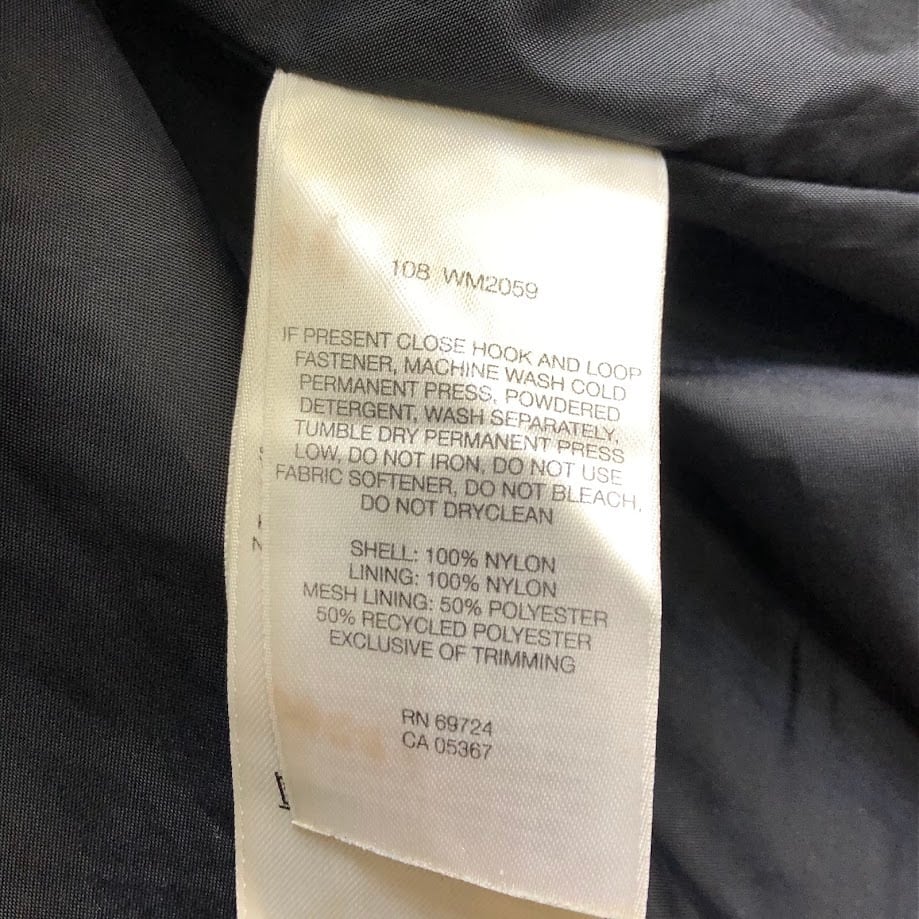 108 WM2059
IF PRESENT CLOSE HOOK AND LOOP
FASTENER, MACHINE WASH COLD
PERMANENT PRESS, POWDERED
DETERGENT, WASH SEPARATELY,
TUMBLE DRY PERMANENT PRESS
LOW, DO NOT IRON, DO NOT USE
FABRIC SOFTENER, DO NOT BLEACH,
DO NOT DRYCLEAN
SHELL: 100% NYLON
LINING: 100% NYLON
MESH LINING: 50% POLYESTER
50% RECYCLED POLYESTER
EXCLUSIVE OF TRIMMING
RN 69724
CA 05367